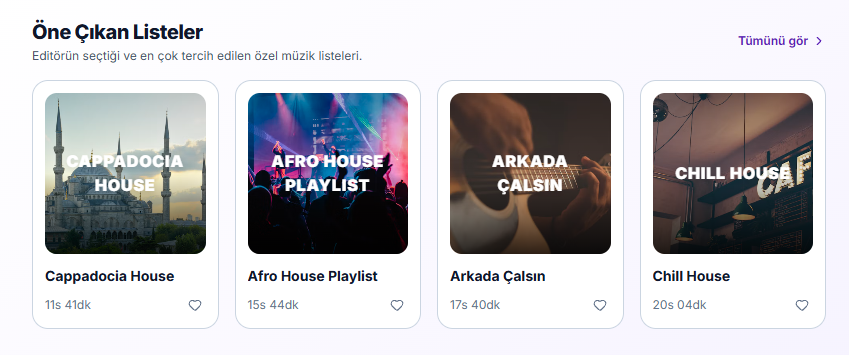 Öne Çıkan Listeler
Editörün seçtiği ve en çok tercih edilen özel müzik listeleri.
Tümünü gör
CAPPADOCIA
HOUSE
AFRO HOUSE
PLAYLIST
ARKADA
ÇALSIN
CHILL HOUSE
CAF
Cappadocia House
11s 41dk
Afro House Playlist
15s 44dk
Arkada Çalsın
17s 40dk
Chill House
20s 04dk